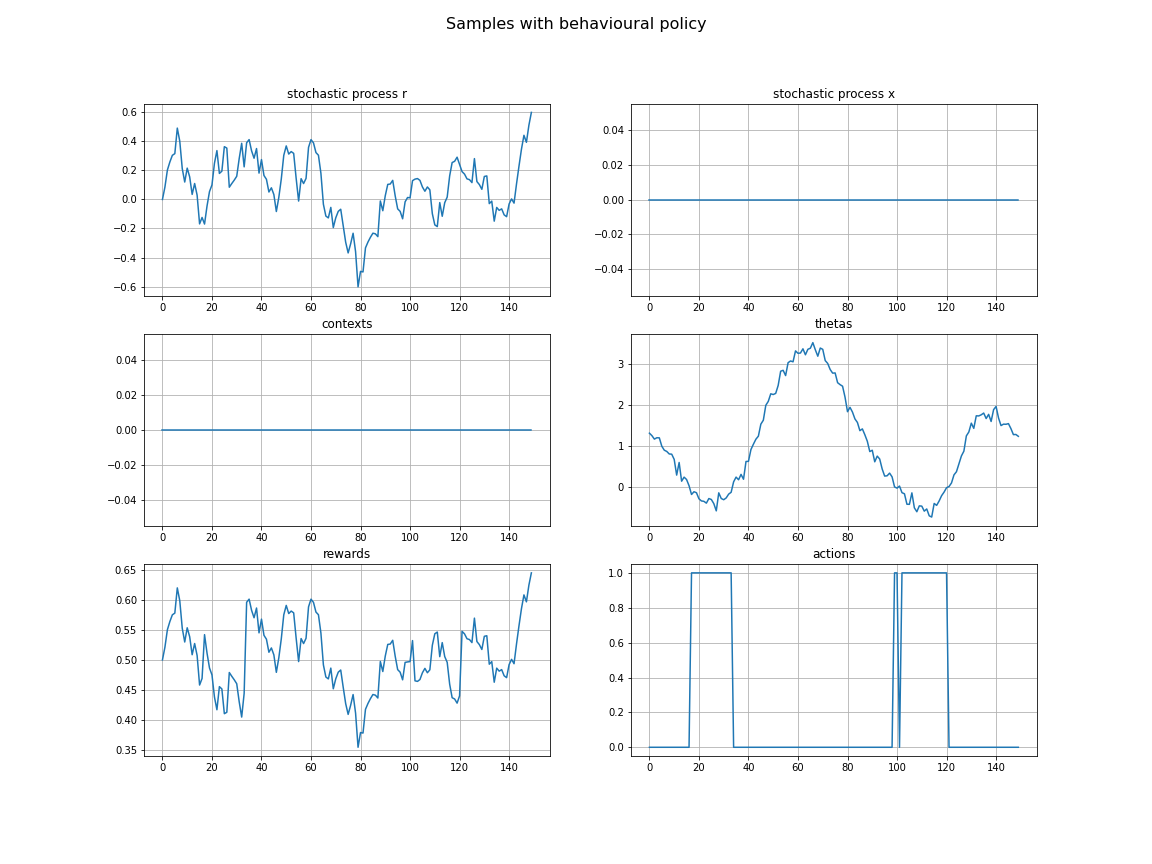 Samples with behavioural policy
stochastic process r
0.6
0.4
0.2
0.0
−0.2
−0.4
−0.6
0 20 40 60 80 100 120 140
stochastic process x
0.04
0.02
0.00
−0.02
−0.04
0 20 40 60 80 100 120 140
contexts
0.04
0.02
0.00
−0.02
−0.04
0 20 40 60 80 100 120 140
thetas
3
2
1
0
0 20 40 60 80 100 120 140
rewards
0.65
0.60
0.55
0.50
0.45
0.40
0.35
0 20 40 60 80 100 120 140
actions
1.0
0.8
0.6
0.4
0.2
0.0
0 20 40 60 80 100 120 140